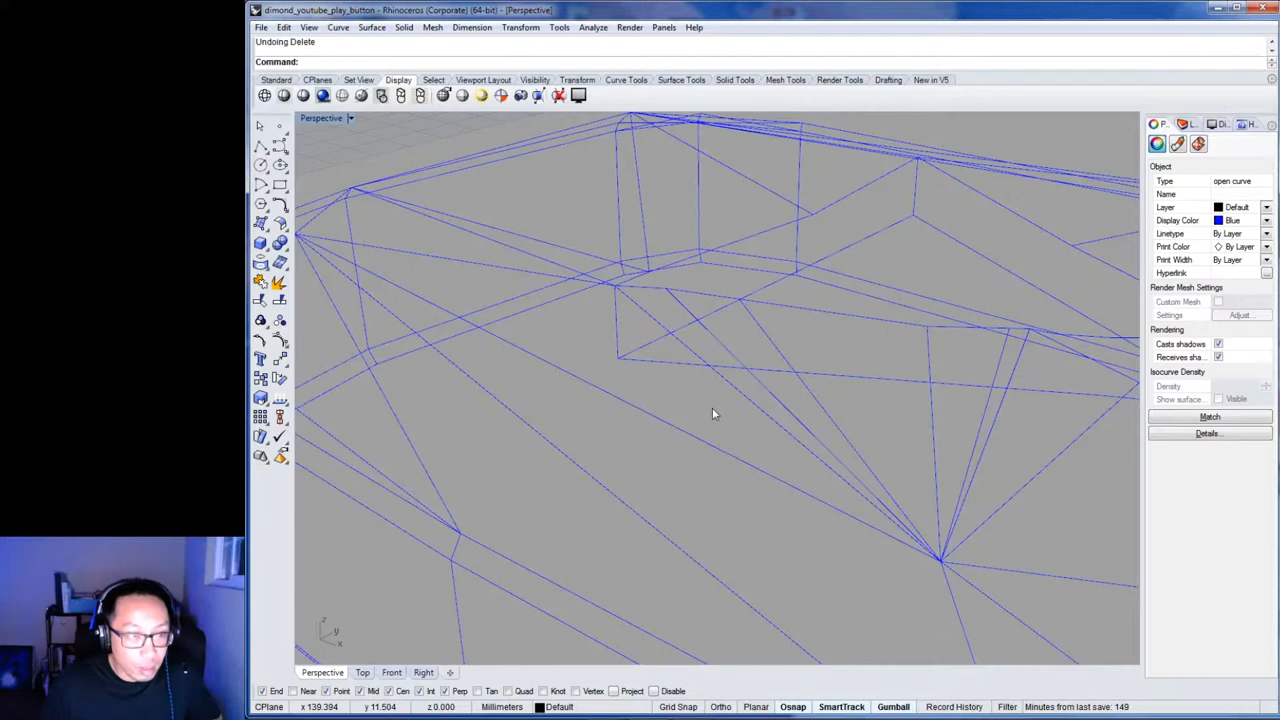 dimond_youtube_play_button - Rhinoceros (Corporate) (64-bit) - [Perspective]
File Edit View Curve Surface Solid Mesh Dimension Transform Tools Analyze Render Panels Help
Undoing Delete
Command:
Standard CPlanes Set View Display Select Viewport Layout Visibility Transform Curve Tools Surface Tools Solid Tools Mesh Tools Render Tools Drafting New in V5
Perspective
P... L... Di... H...
Object
Type open curve
Name
Layer Default
Display Color Blue
Linetype By Layer
Print Color By Layer
Print Width By Layer
Hyperlink ...
Render Mesh Settings
Custom Mesh
Settings Adjust...
Rendering
Casts shadows
Receives sha...
Isocurve Density
Density
Show surface... Visible
Match
Details...
z
y
x
Perspective Top Front Right
End Near Point Mid Cen Int Perp Tan Quad Knot Vertex Project Disable
CPlane x 139.394 y 11.504 z 0.000 Millimeters Default Grid Snap Ortho Planar Osnap SmartTrack Gumball Record History Filter Minutes from last save: 149